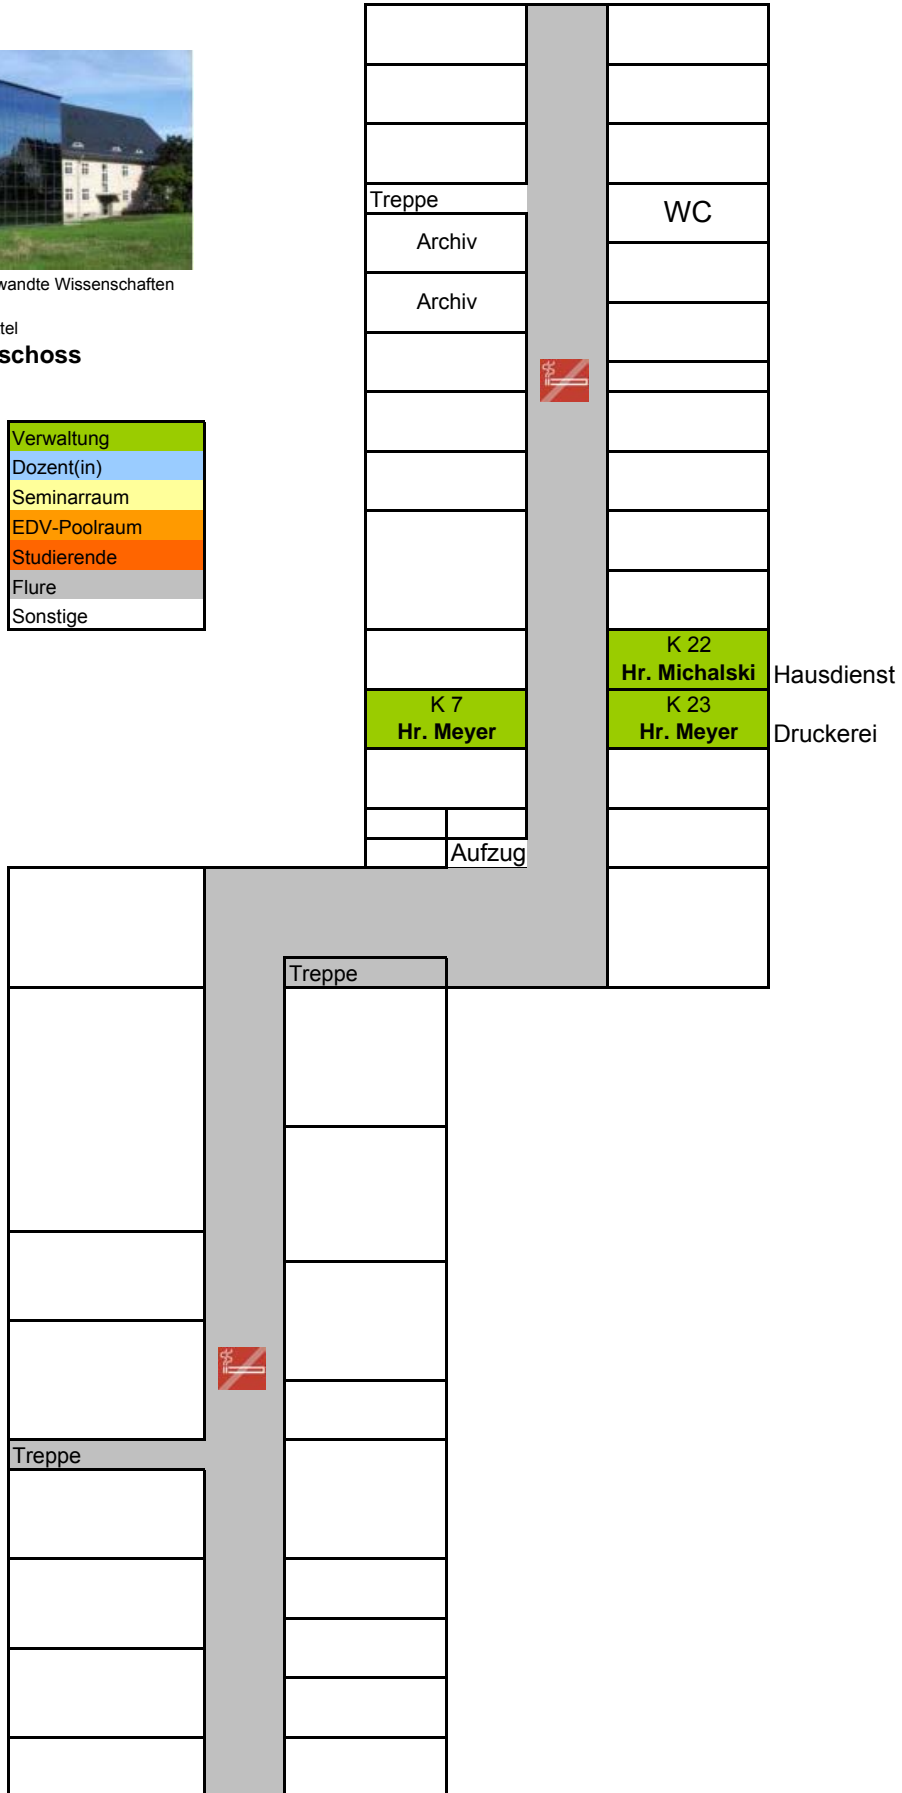 wandte Wissenschaften
tel
schoss
Verwaltung
Dozent(in)
Seminarraum
EDV-Poolraum
Studierende
Flure
Sonstige
Treppe
WC
Archiv
Archiv
K 22
Hr. Michalski
Hausdienst
K 7
Hr. Meyer
K 23
Hr. Meyer
Druckerei
Aufzug
Treppe
Treppe